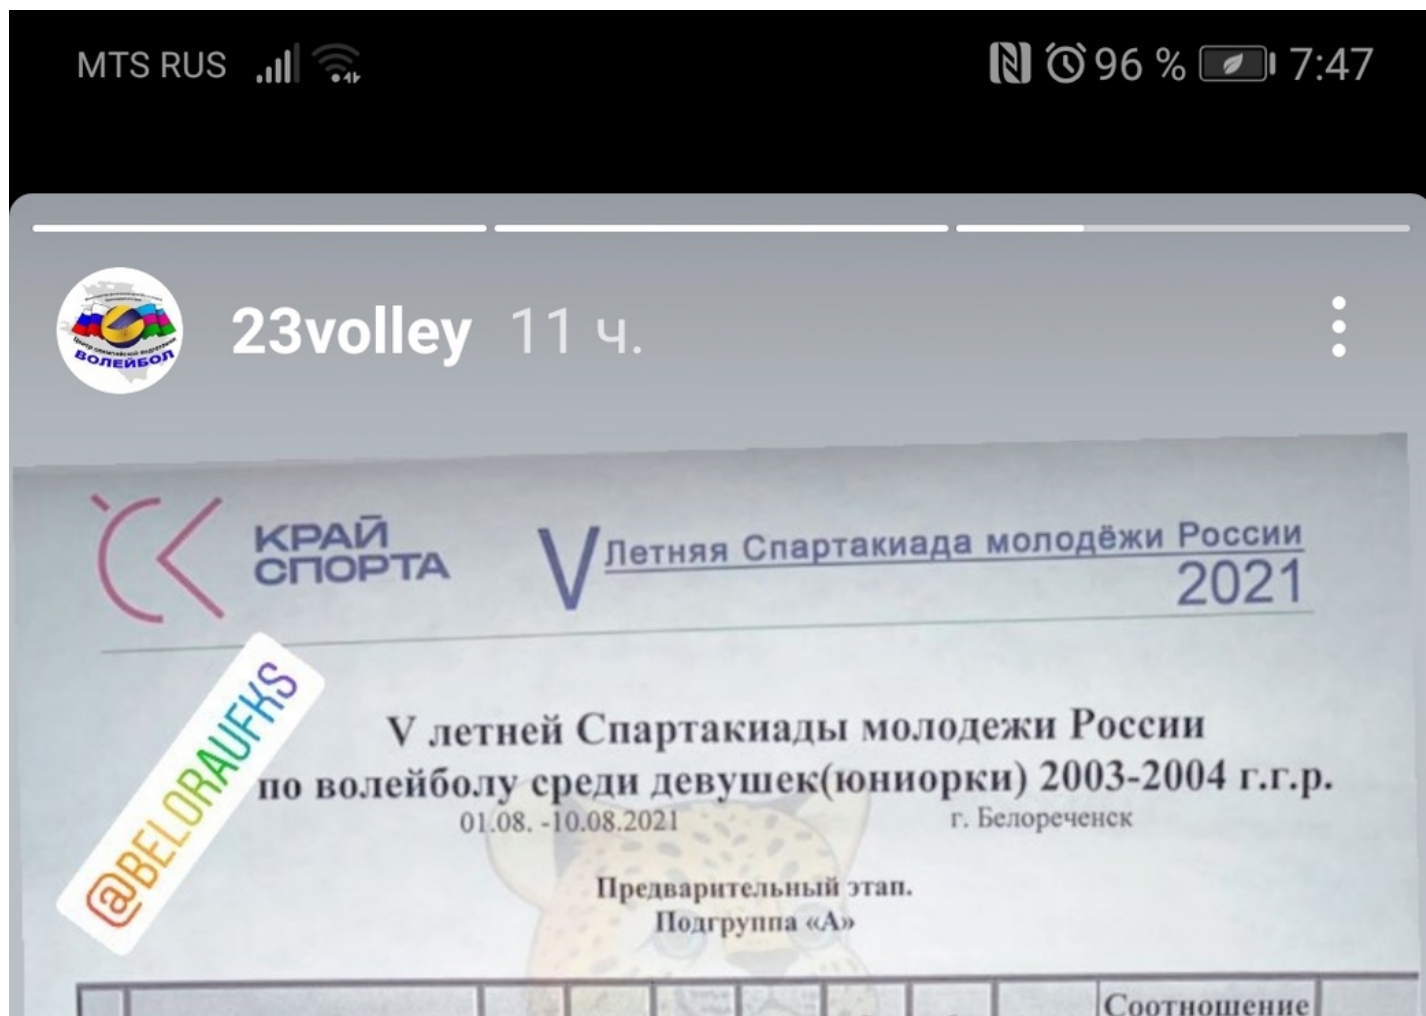 MTS RUS 96 % 7:47
23volley 11 ч.
ВОЛЕЙБОЛ
КРАЙ
СПОРТА
V Летняя Спартакиада молодёжи России
2021
@BELORAUFKS
V летней Спартакиады молодежи России
по волейболу среди девушек(юниорки) 2003-2004 г.г.р.
01.08. -10.08.2021 г. Белореченск
Предварительный этап.
Подгруппа «А»
Соотношение